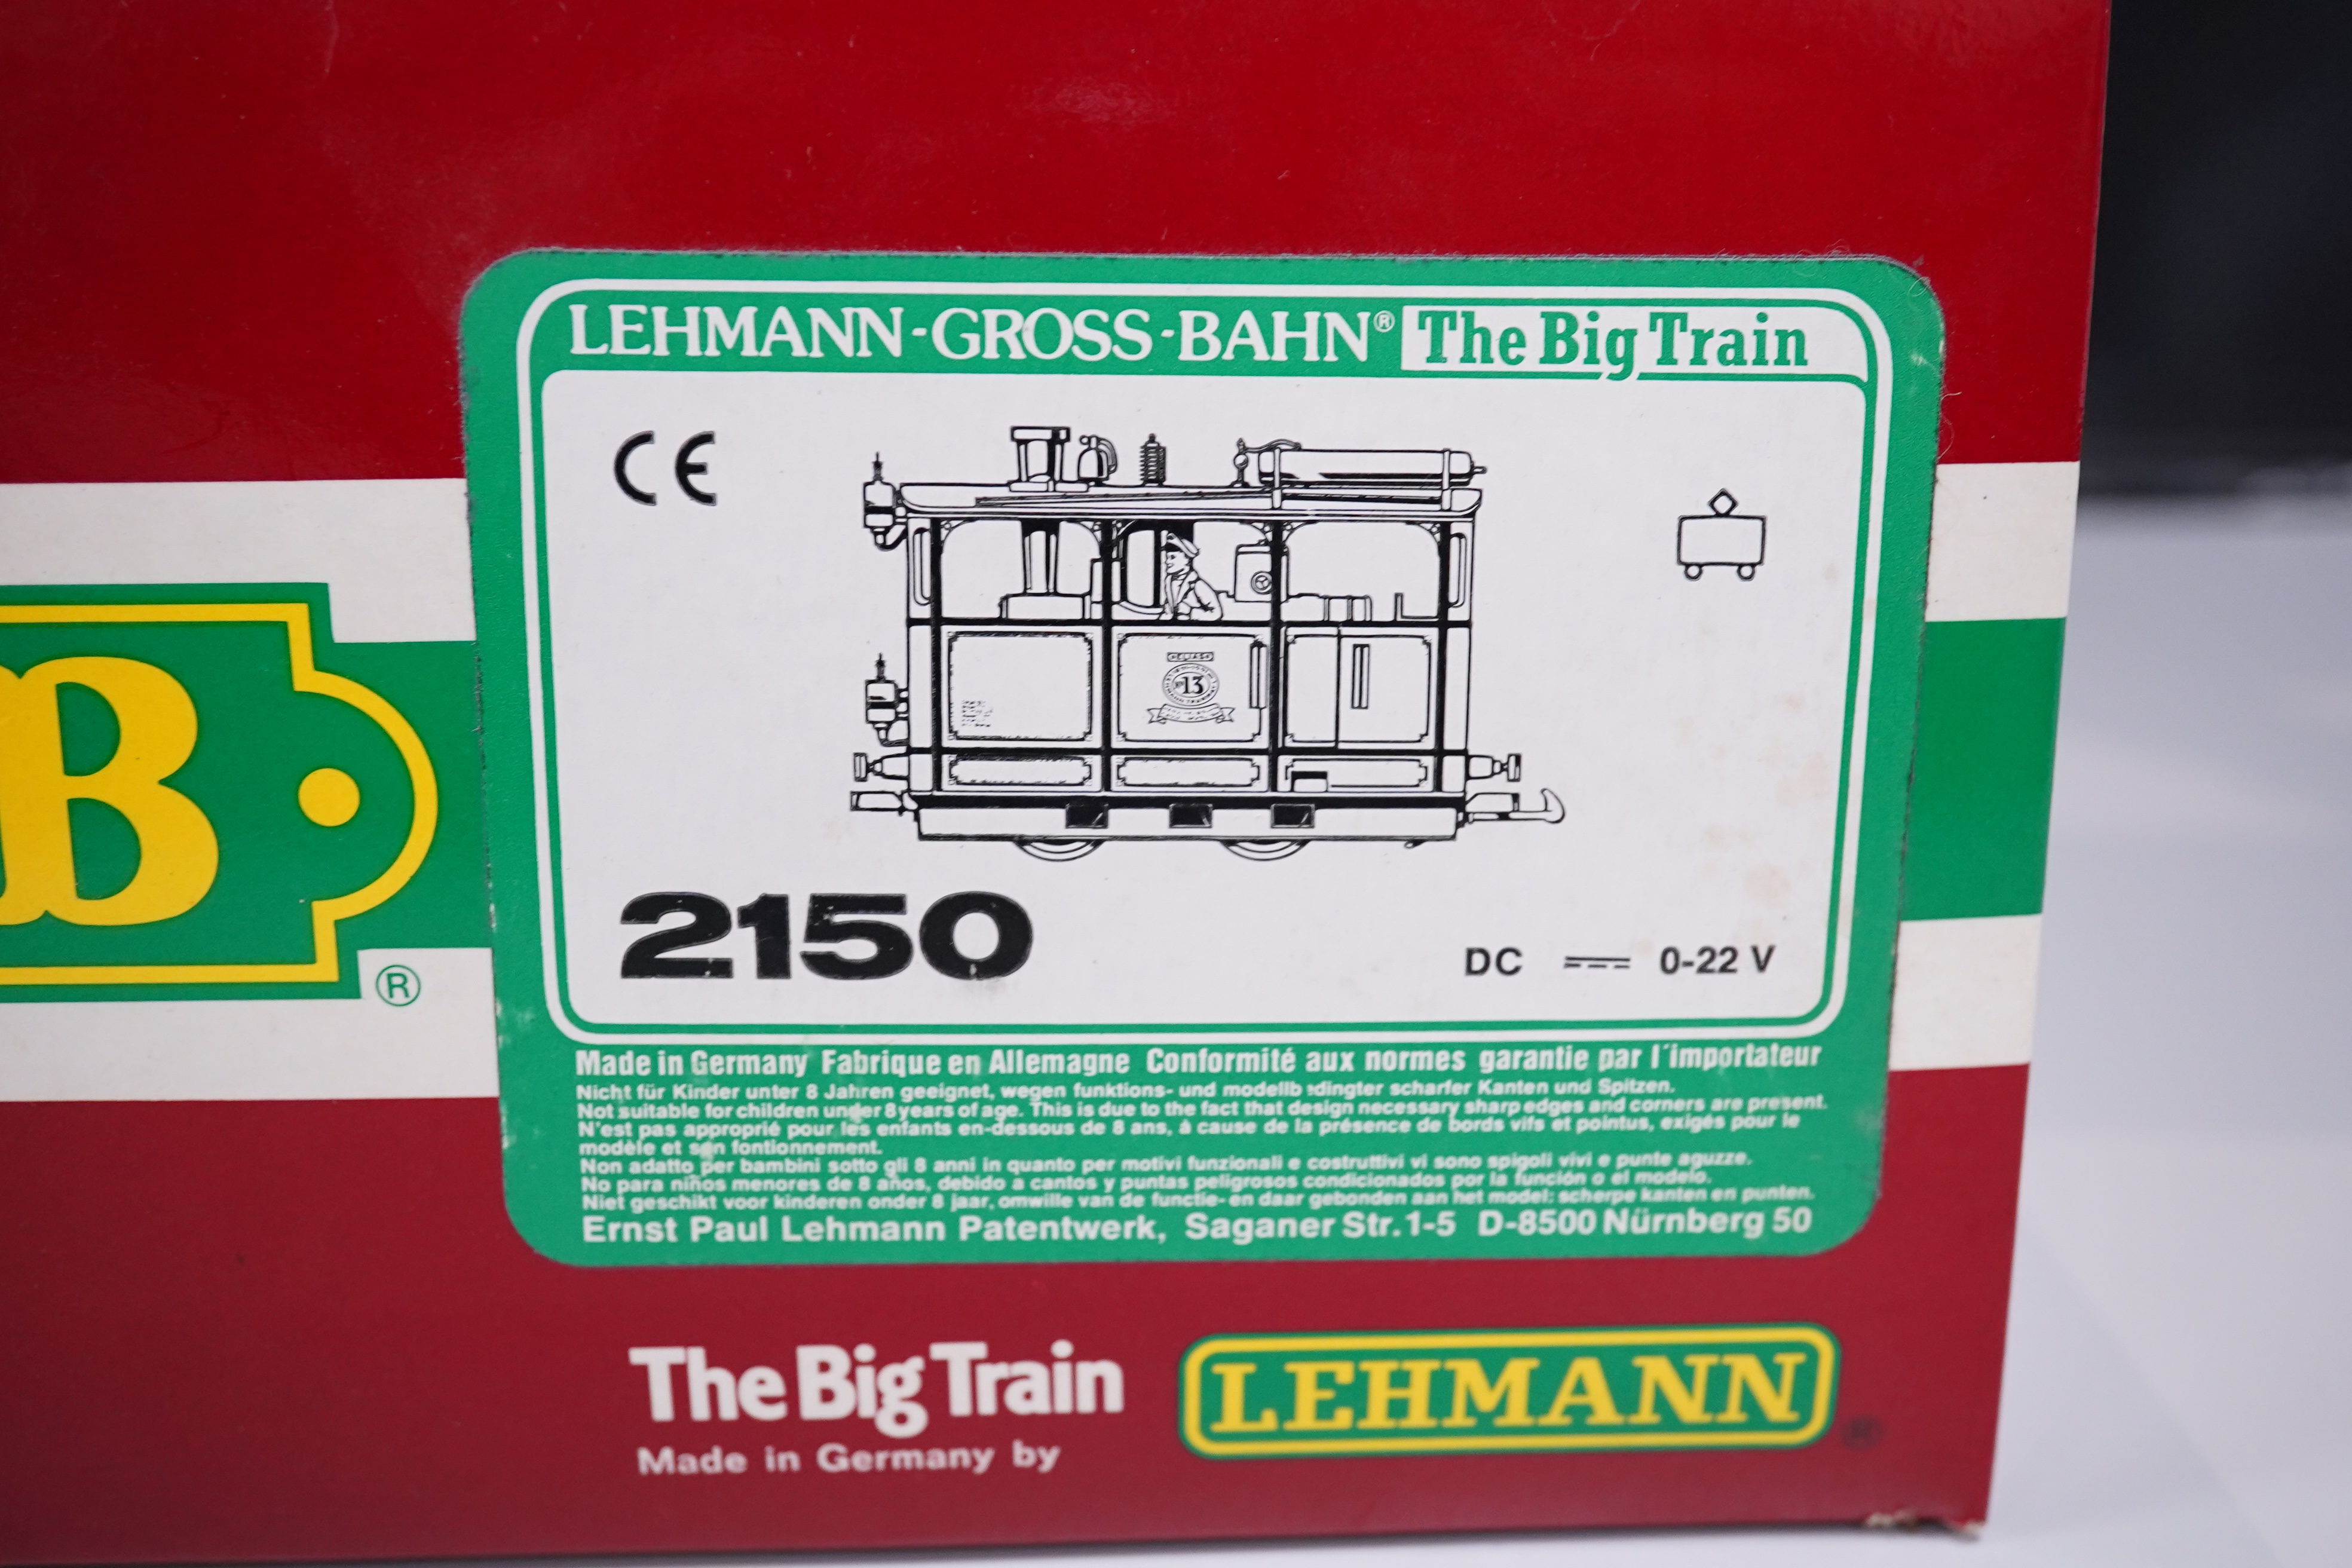 LEHMANN-GROSS-BAHN® The Big Train
CE
13
2150
DC 0-22 V
B
®
Made in Germany Fabrique en Allemagne Conformité aux normes garantie par l'importateur
Nicht für Kinder unter 8 Jahren geeignet, wegen funktions- und modellbedingter scharfer Kanten und Spitzen.
Not suitable for children under 8 years of age. This is due to the fact that design necessary sharp edges and corners are present.
N'est pas approprié pour les enfants en-dessous de 8 ans, à cause de la présence de bords vifs et pointus, exigés pour le
modèle et son fontionnement.
Non adatto per bambini sotto gli 8 anni in quanto per motivi funzionali e costruttivi vi sono spigoli vivi e punte aguzze.
No para niños menores de 8 años, debido a cantos y puntas peligrosos condicionados por la función o el modelo.
Niet geschikt voor kinderen onder 8 jaar, omwille van de functie- en daar gebonden aan het model: scherpe kanten en punten.
Ernst Paul Lehmann Patentwerk, Saganer Str. 1-5 D-8500 Nürnberg 50
The Big Train
Made in Germany by
LEHMANN ®